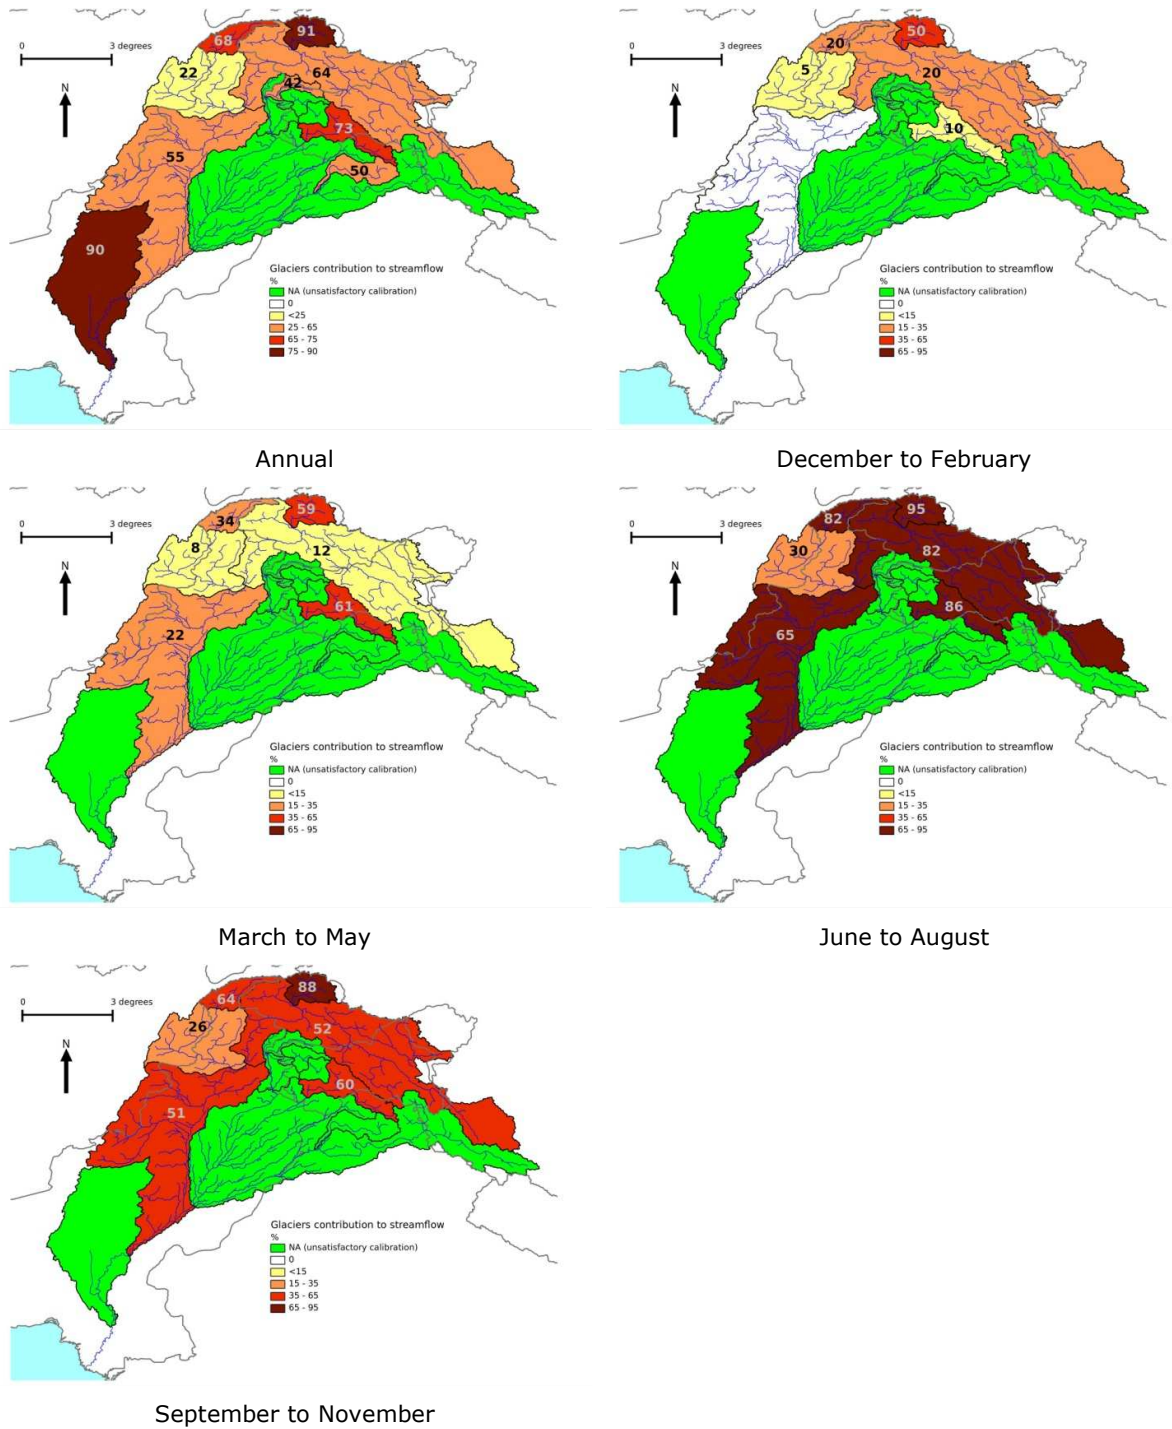 91
68
0 3 degrees
22
64
42
N
73
55
50
90
Glaciers contribution to streamflow
%
NA (unsatisfactory calibration)
0
<25
25 - 65
65 - 75
75 - 90
Annual
50
20
0 3 degrees
5
20
N
10
Glaciers contribution to streamflow
%
NA (unsatisfactory calibration)
0
<15
15 - 35
35 - 65
65 - 95
December to February
59
34
0 3 degrees
8
12
N
61
22
Glaciers contribution to streamflow
%
NA (unsatisfactory calibration)
0
<15
15 - 35
35 - 65
65 - 95
March to May
95
82
0 3 degrees
30
82
N
86
65
Glaciers contribution to streamflow
%
NA (unsatisfactory calibration)
0
<15
15 - 35
35 - 65
65 - 95
June to August
88
64
0 3 degrees
26
52
N
60
51
Glaciers contribution to streamflow
%
NA (unsatisfactory calibration)
0
<15
15 - 35
35 - 65
65 - 95
September to November